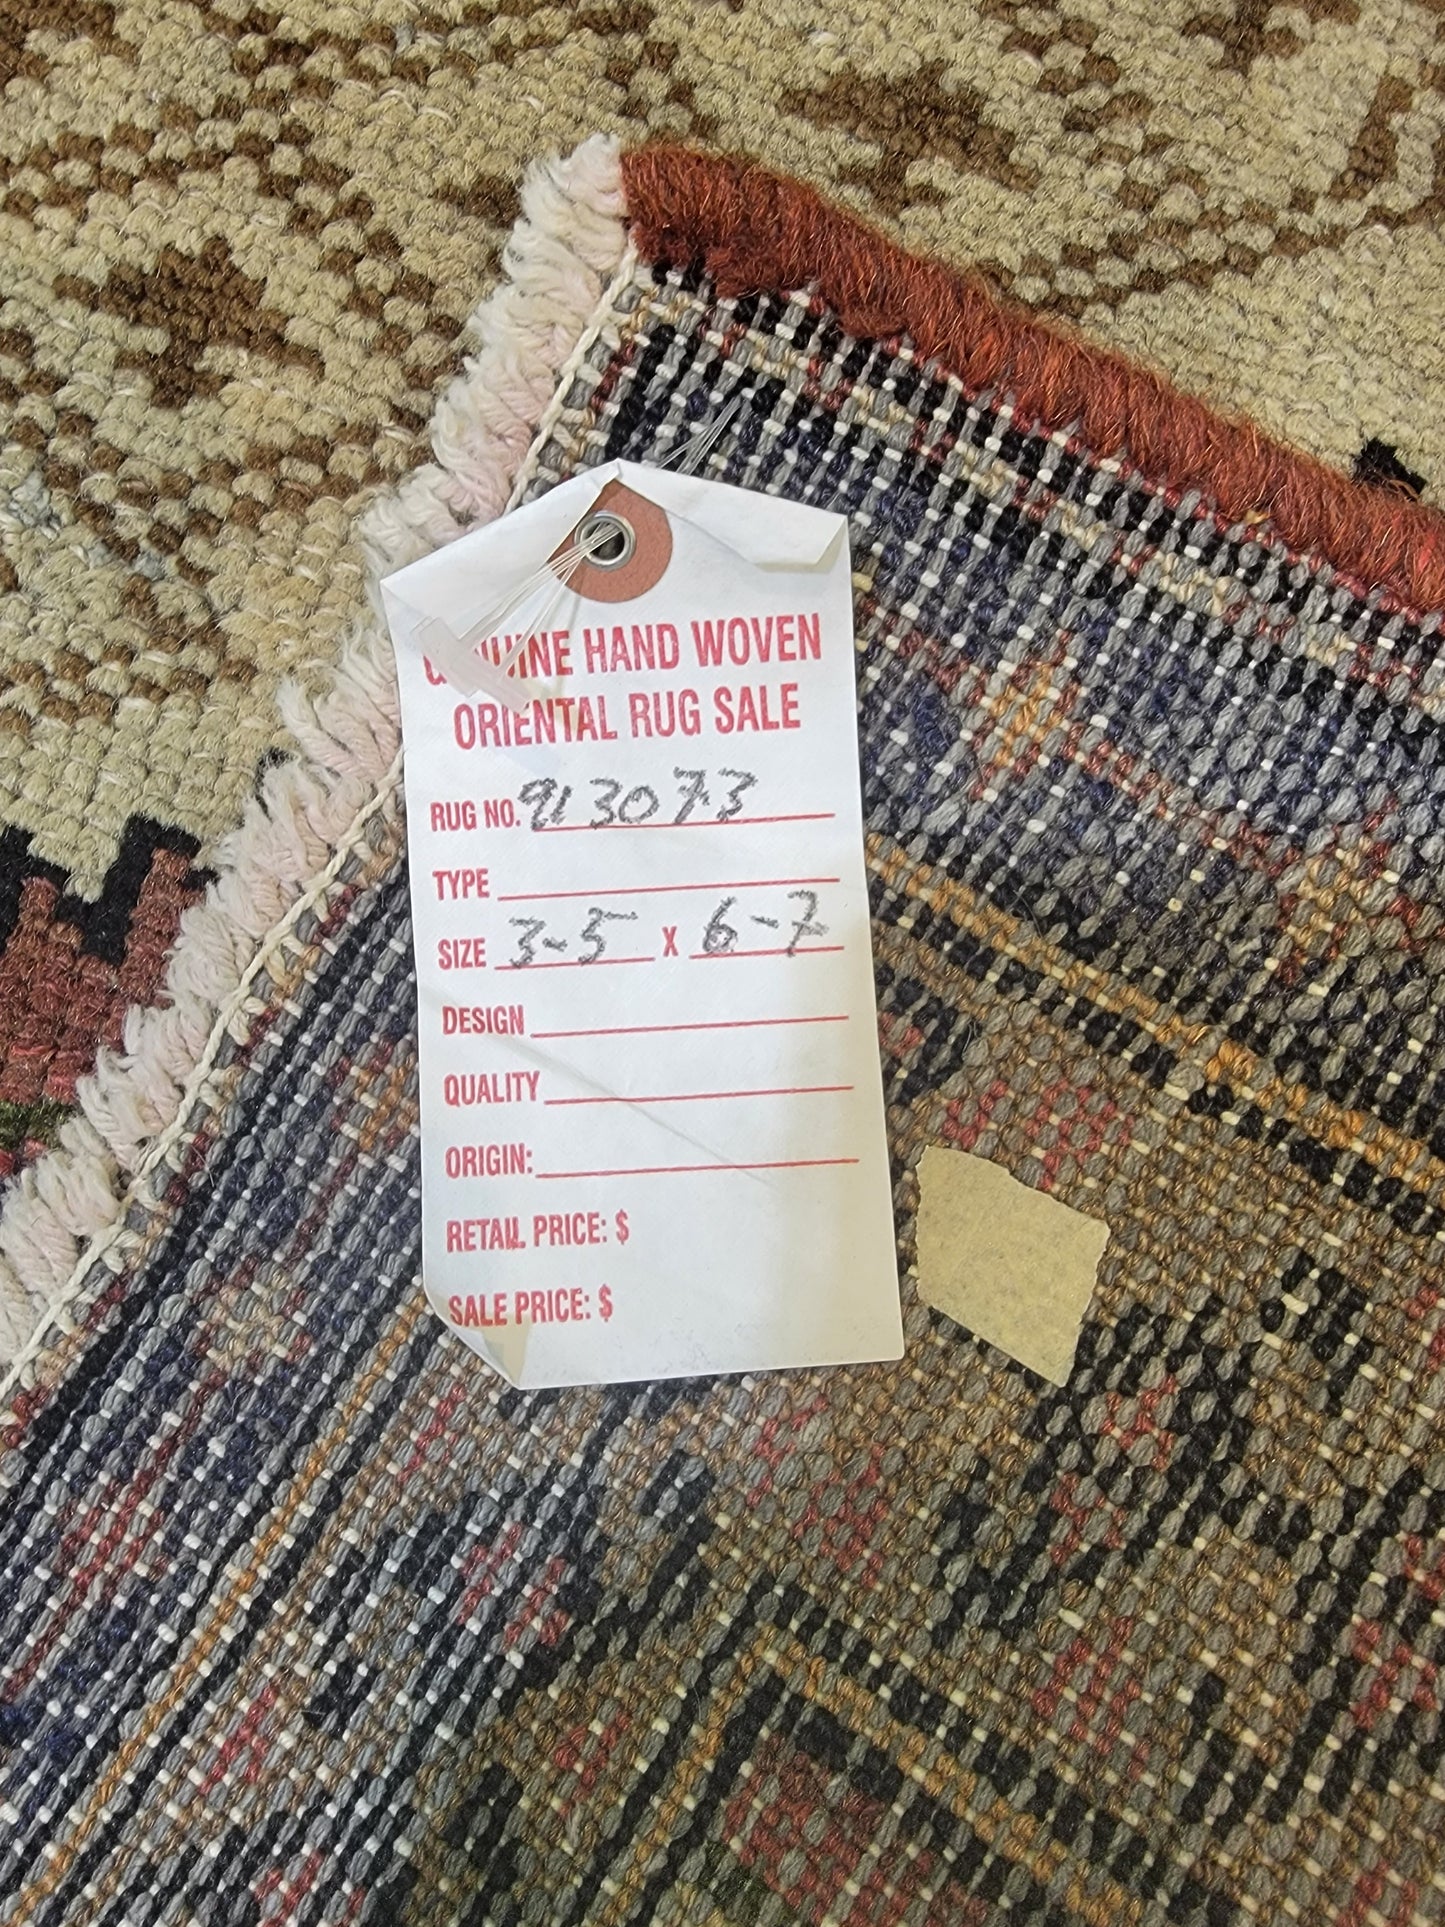 GENUINE HAND WOVEN
ORIENTAL RUG SALE
RUG NO. 913073
TYPE
SIZE 3-5 X 6-7
DESIGN
QUALITY
ORIGIN:
RETAIL PRICE: $
SALE PRICE: $